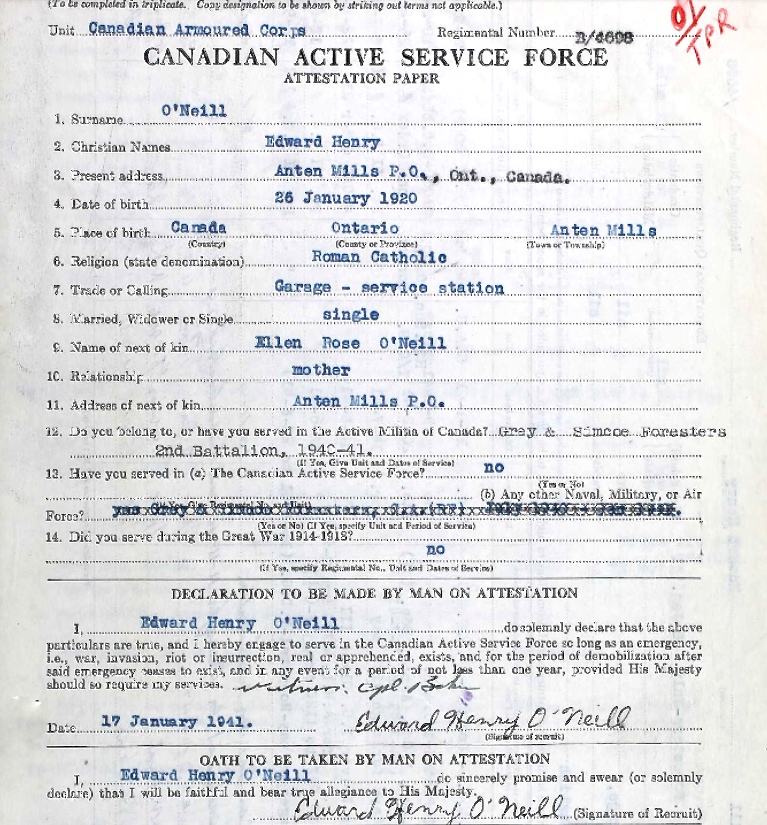 (To be completed in triplicate. Copy designation to be shown by striking out terms not applicable.)
Unit Canadian Armoured Corps Regimental Number B/4698
O/
TPR
CANADIAN ACTIVE SERVICE FORCE
ATTESTATION PAPER
1. Surname O'Neill
2. Christian Names Edward Henry
3. Present address Anten Mills P.O., Ont., Canada.
4. Date of birth 26 January 1920
5. Place of birth Canada Ontario Anten Mills
(Country) (County or Province) (Town or Township)
6. Religion (state denomination) Roman Catholic
7. Trade or Calling Garage - service station
8. Married, Widower or Single single
9. Name of next of kin Ellen Rose O'Neill
10. Relationship mother
11. Address of next of kin Anten Mills P.O.
12. Do you belong to, or have you served in the Active Militia of Canada? Grey & Simcoe Foresters
2nd Battalion, 1940-41.
(If Yes, Give Unit and Dates of Service)
13. Have you served in (a) The Canadian Active Service Force? no
(Yes or No)
(b) Any other Naval, Military, or Air
(If Yes, Give Regimental No. and Unit)
Force?
(Yes or No) (If Yes, specify Unit and Period of Service)
14. Did you serve during the Great War 1914-1918?
no
(If Yes, specify Regimental No., Unit and Dates of Service)
DECLARATION TO BE MADE BY MAN ON ATTESTATION
I, Edward Henry O'Neill do solemnly declare that the above
particulars are true, and I hereby engage to serve in the Canadian Active Service Force so long as an emergency,
i.e., war, invasion, riot or insurrection, real or apprehended, exists, and for the period of demobilization after
said emergency ceases to exist, and in any event for a period of not less than one year, provided His Majesty
should so require my services. witness: Cpl.
Date 17 January 1941. Edward Henry O'Neill
(Signature of recruit)
OATH TO BE TAKEN BY MAN ON ATTESTATION
I, Edward Henry O'Neill do sincerely promise and swear (or solemnly
declare) that I will be faithful and bear true allegiance to His Majesty.
Edward Henry O'Neill (Signature of Recruit)